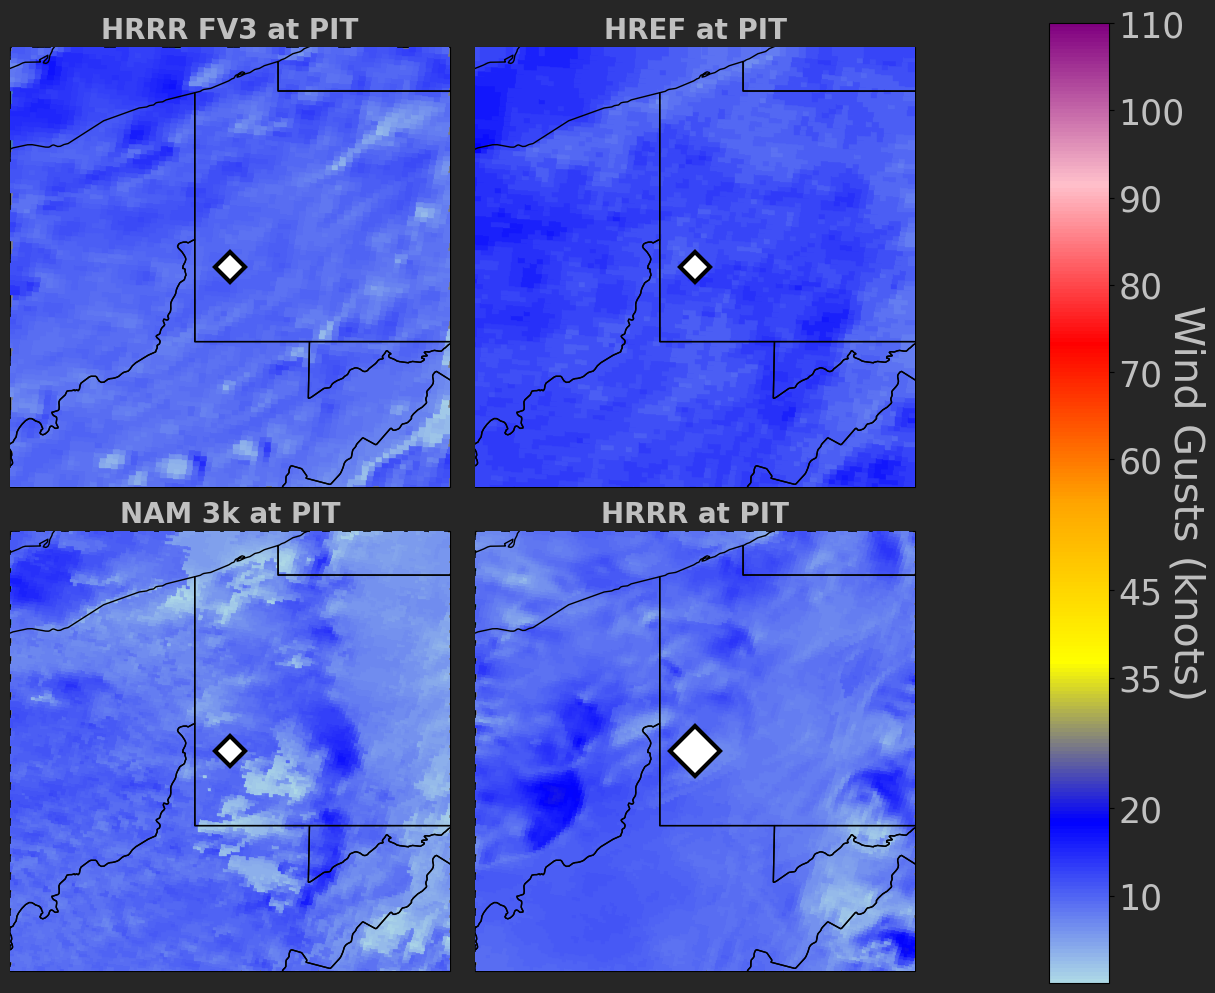 HRRR FV3 at PIT
HREF at PIT
NAM 3k at PIT
HRRR at PIT
110
100
90
80
70
60
45
35
20
10
Wind Gusts (knots)